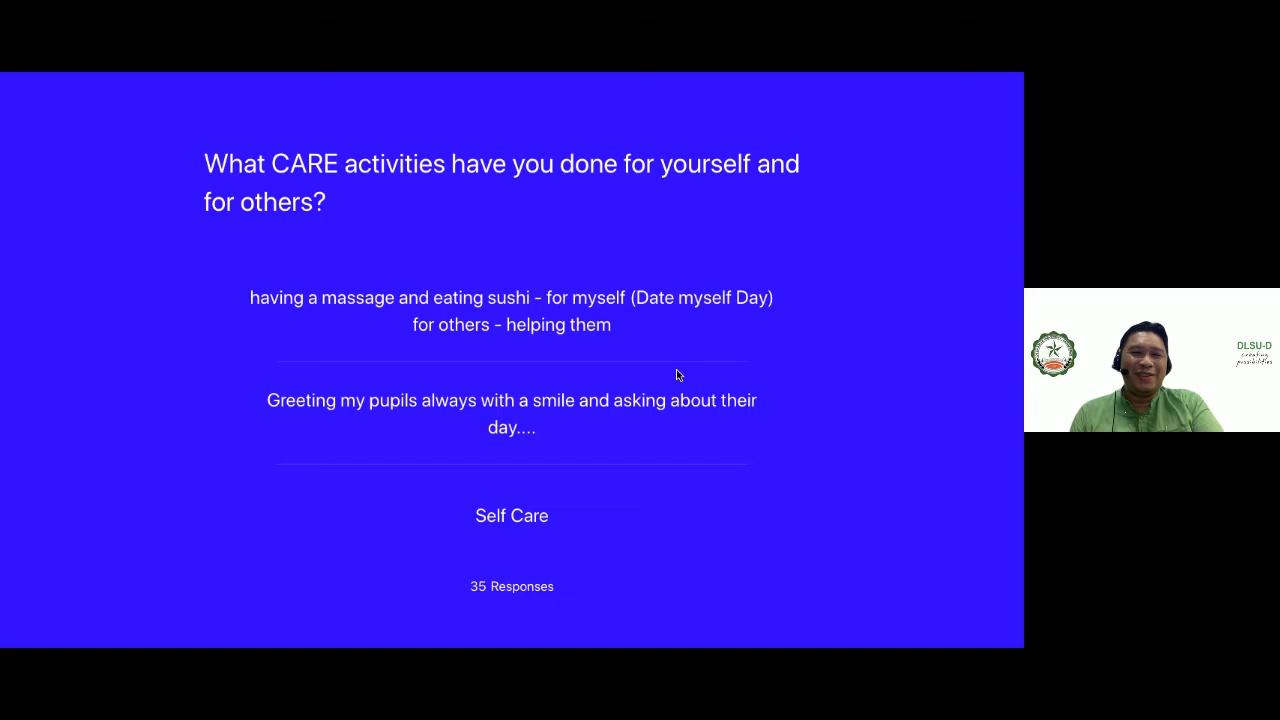 What CARE activities have you done for yourself and
for others?
having a massage and eating sushi - for myself (Date myself Day)
for others - helping them
Greeting my pupils always with a smile and asking about their
day....
Self Care
35 Responses
DLSU-D
creating
possibilities